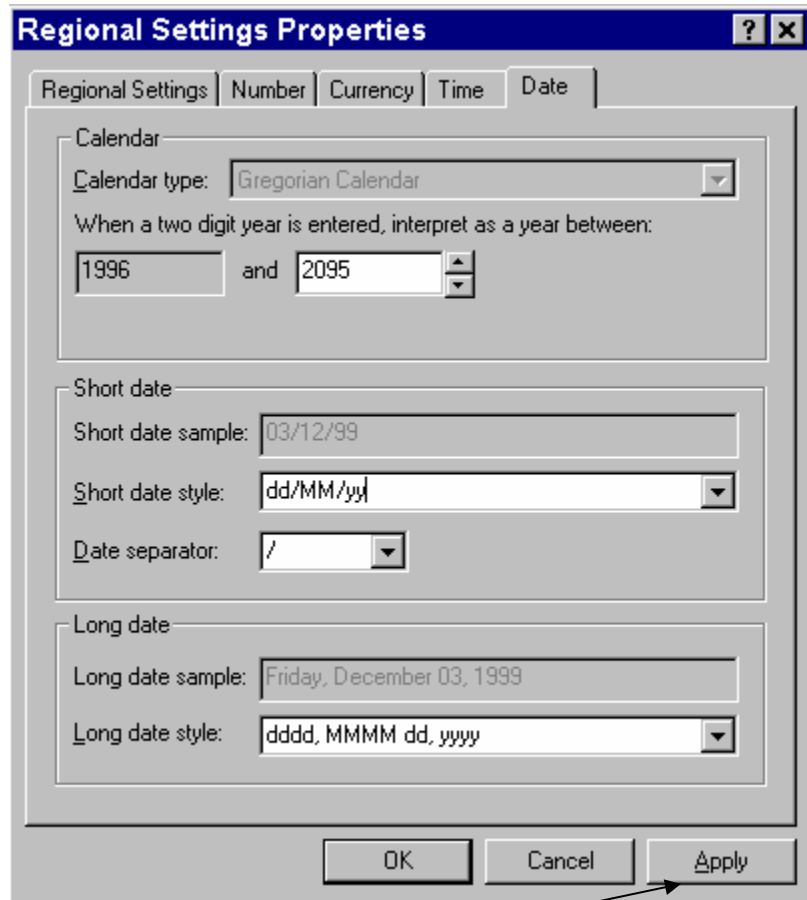 Regional Settings Properties
Regional Settings Number Currency Time Date
Calendar
Calendar type: Gregorian Calendar
When a two digit year is entered, interpret as a year between:
1996 and 2095
Short date
Short date sample: 03/12/99
Short date style: dd/MM/yy
Date separator: /
Long date
Long date sample: Friday, December 03, 1999
Long date style: dddd, MMMM dd, yyyy
OK Cancel Apply